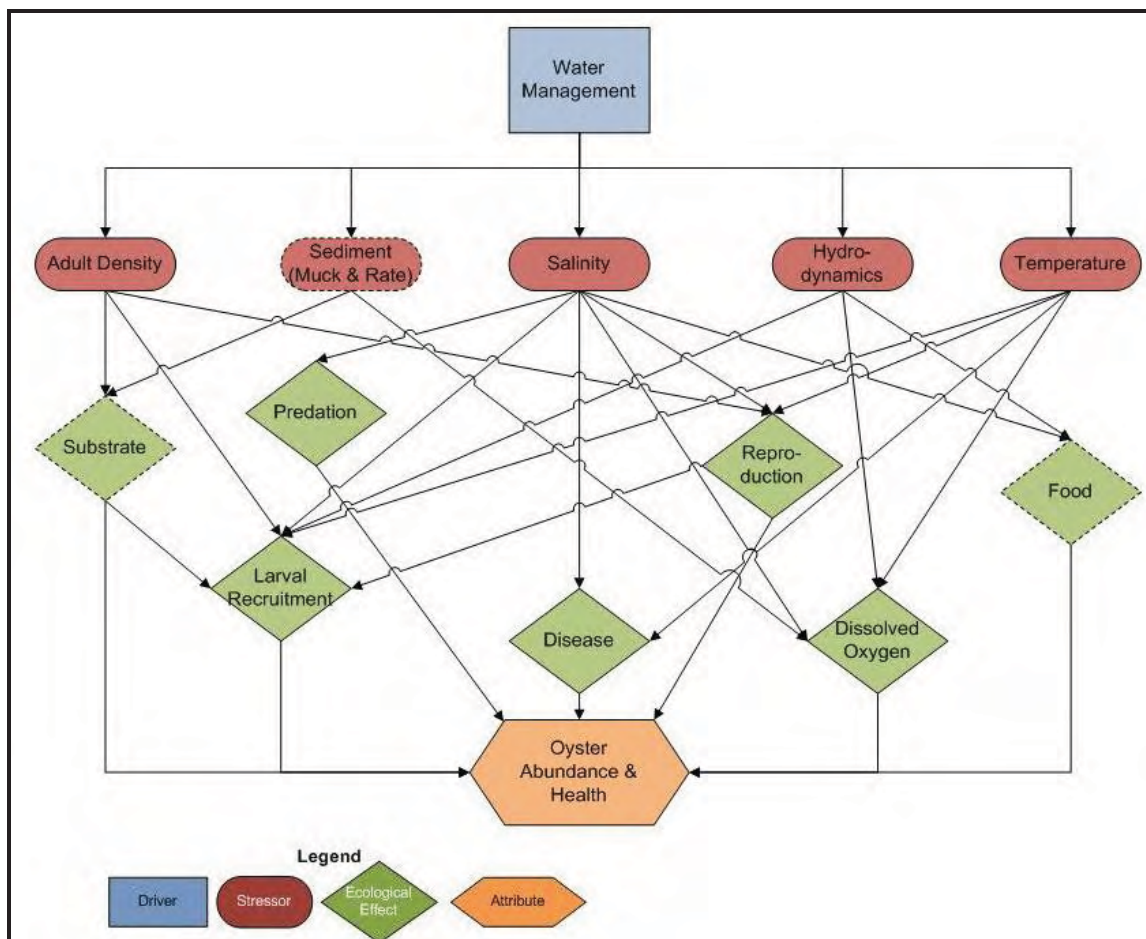 Water
Management
Adult Density
Sediment
(Muck & Rate)
Salinity
Hydro-
dynamics
Temperature
Predation
Substrate
Repro-
duction
Food
Larval
Recruitment
Disease
Dissolved
Oxygen
Oyster
Abundance &
Health
Legend
Driver
Stressor
Ecological
Effect
Attribute